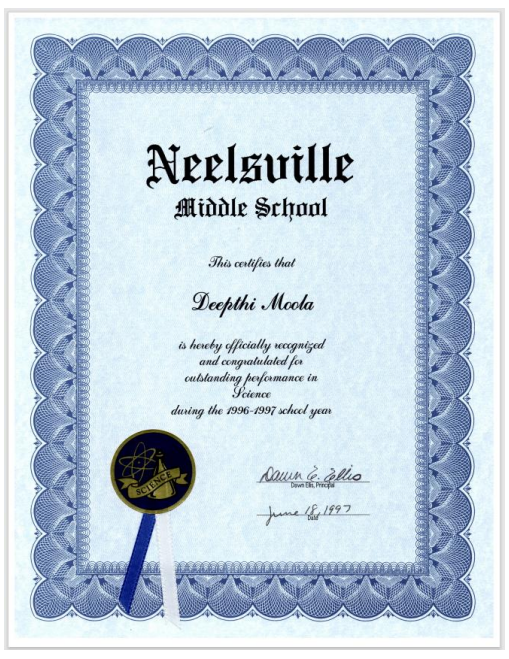 Neelsville
Middle School
This certifies that
Deepthi Moola
is hereby officially recognized
and congratulated for
outstanding performance in
Science
during the 1996-1997 school year
SCIENCE
Dawn E. Ellis
Dawn Ellis, Principal
June 18, 1997
Date